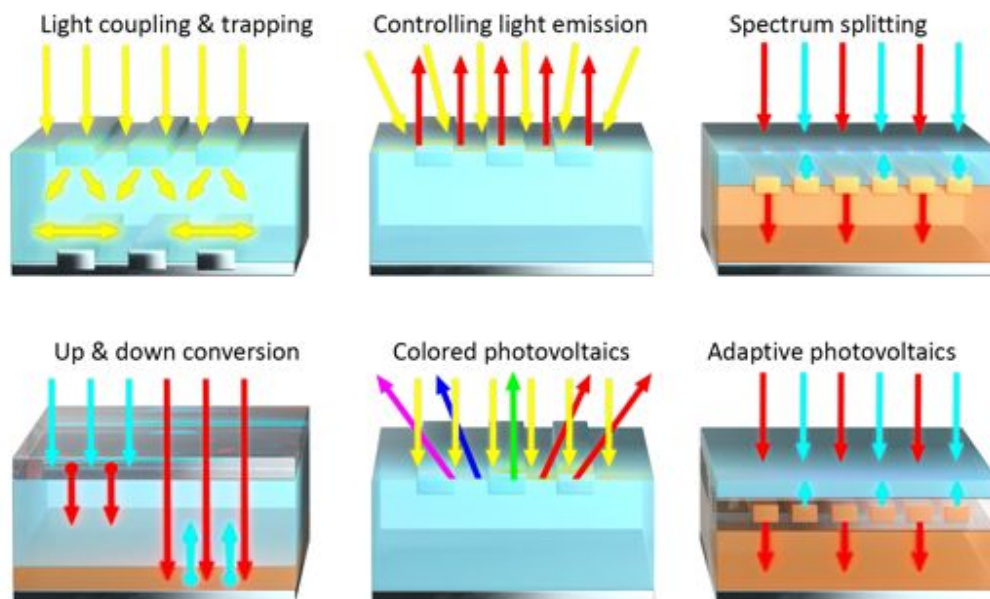 Light coupling & trapping
Controlling light emission
Spectrum splitting
Up & down conversion
Colored photovoltaics
Adaptive photovoltaics